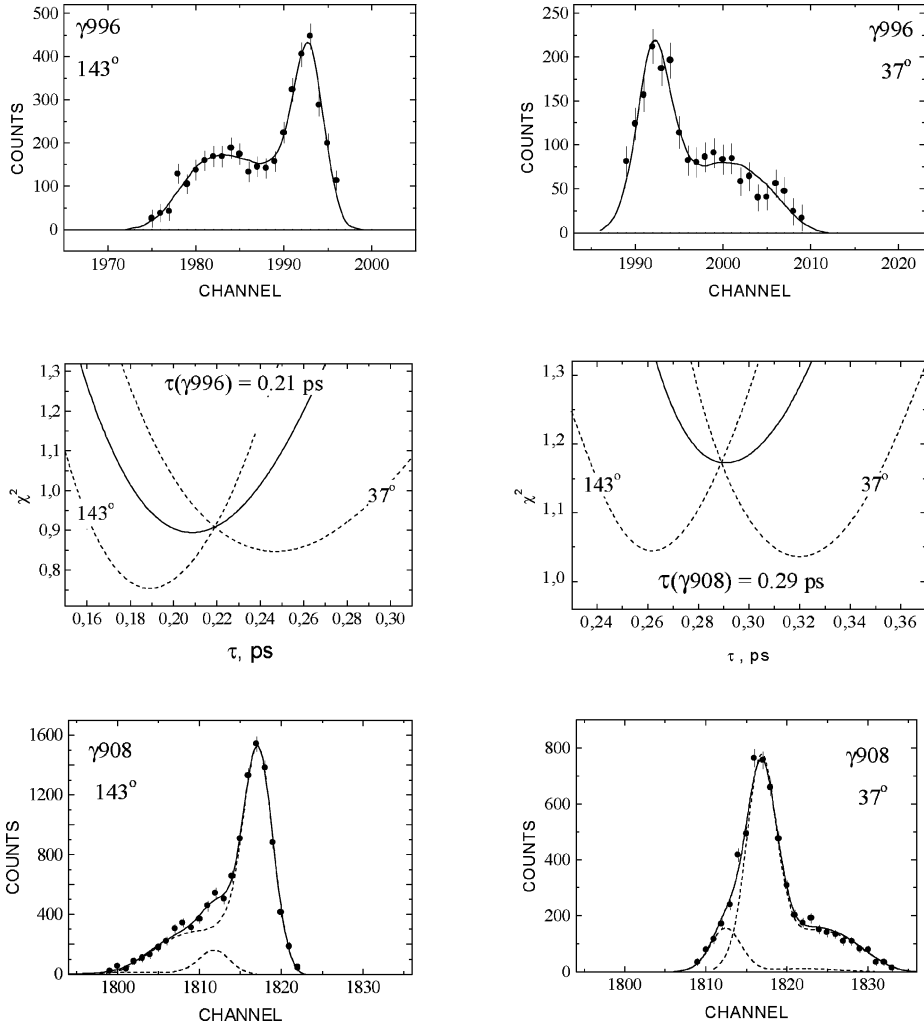 γ996
143°
COUNTS
500
400
300
200
100
0
1970 1980 1990 2000
CHANNEL
γ996
37°
COUNTS
250
200
150
100
50
0
1990 2000 2010 2020
CHANNEL
τ(γ996) = 0.21 ps
χ²
1,3
1,2
1,1
1,0
0,9
0,8
143°
37°
0,16 0,18 0,20 0,22 0,24 0,26 0,28 0,30
τ, ps
χ²
1,3
1,2
1,1
1,0
143°
37°
τ(γ908) = 0.29 ps
0,24 0,26 0,28 0,30 0,32 0,34 0,36
τ , ps
γ908
143°
COUNTS
1600
1200
800
400
0
1800 1810 1820 1830
CHANNEL
γ908
37°
COUNTS
800
600
400
200
0
1800 1810 1820 1830
CHANNEL